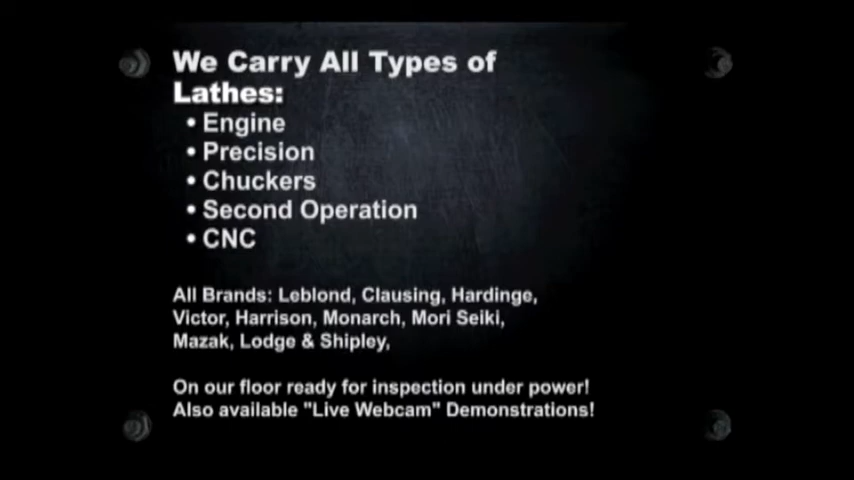 We Carry All Types of
Lathes:
• Engine
• Precision
• Chuckers
• Second Operation
• CNC
All Brands: Leblond, Clausing, Hardinge,
Victor, Harrison, Monarch, Mori Seiki,
Mazak, Lodge & Shipley,
On our floor ready for inspection under power!
Also available "Live Webcam" Demonstrations!